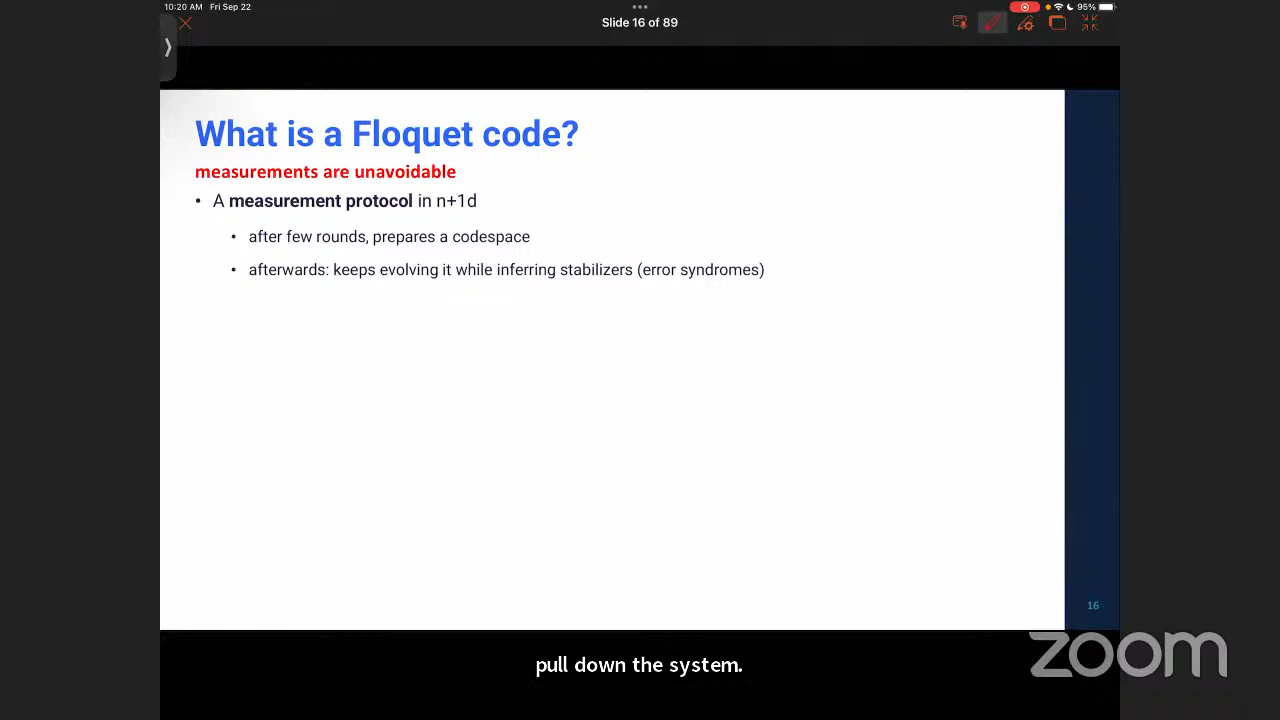 10:20 AM Fri Sep 22
95%
Slide 16 of 89
What is a Floquet code?
measurements are unavoidable
• A measurement protocol in n+1d
• after few rounds, prepares a codespace
• afterwards: keeps evolving it while inferring stabilizers (error syndromes)
16
pull down the system.
zoom